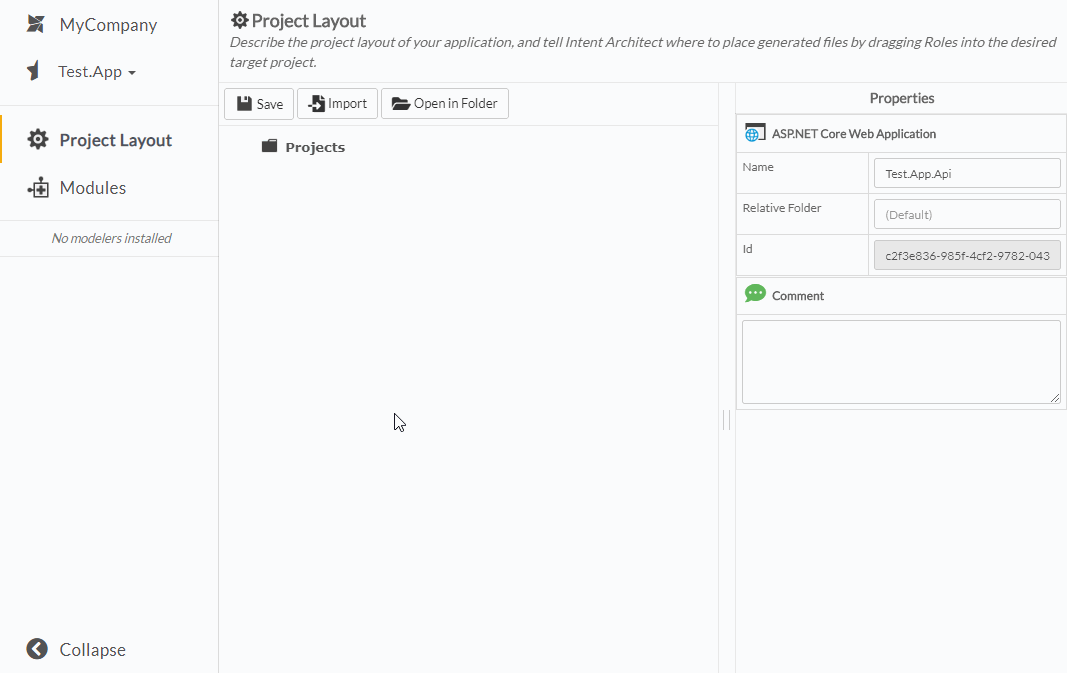 MyCompany
Test.App
Project Layout
Modules
No modelers installed
Collapse
Project Layout
Describe the project layout of your application, and tell Intent Architect where to place generated files by dragging Roles into the desired
target project.
Save
Import
Open in Folder
Projects
Properties
ASP.NET Core Web Application
Name
Test.App.Api
Relative Folder
(Default)
Id
c2f3e836-985f-4cf2-9782-043
Comment